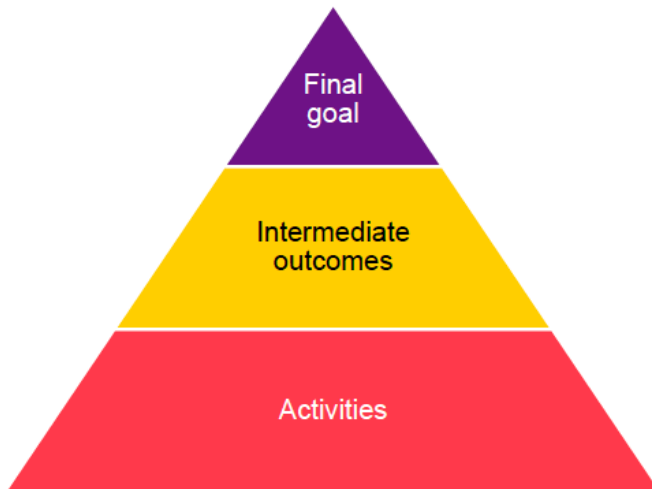 Final
goal
Intermediate
outcomes
Activities